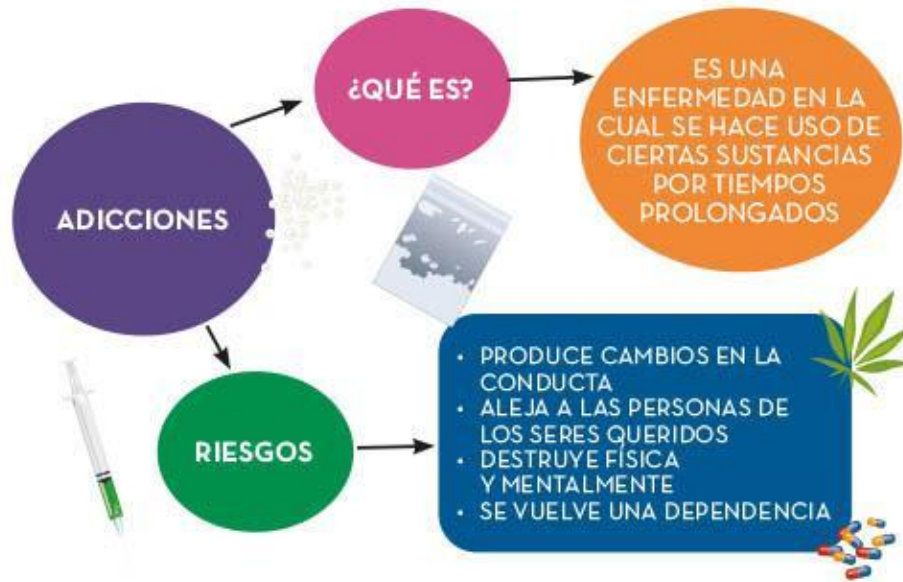 ADICCIONES
¿QUÉ ES?
ES UNA
ENFERMEDAD EN LA
CUAL SE HACE USO DE
CIERTAS SUSTANCIAS
POR TIEMPOS
PROLONGADOS
RIESGOS
• PRODUCE CAMBIOS EN LA
CONDUCTA
• ALEJA A LAS PERSONAS DE
LOS SERES QUERIDOS
• DESTRUYE FÍSICA
Y MENTALMENTE
• SE VUELVE UNA DEPENDENCIA